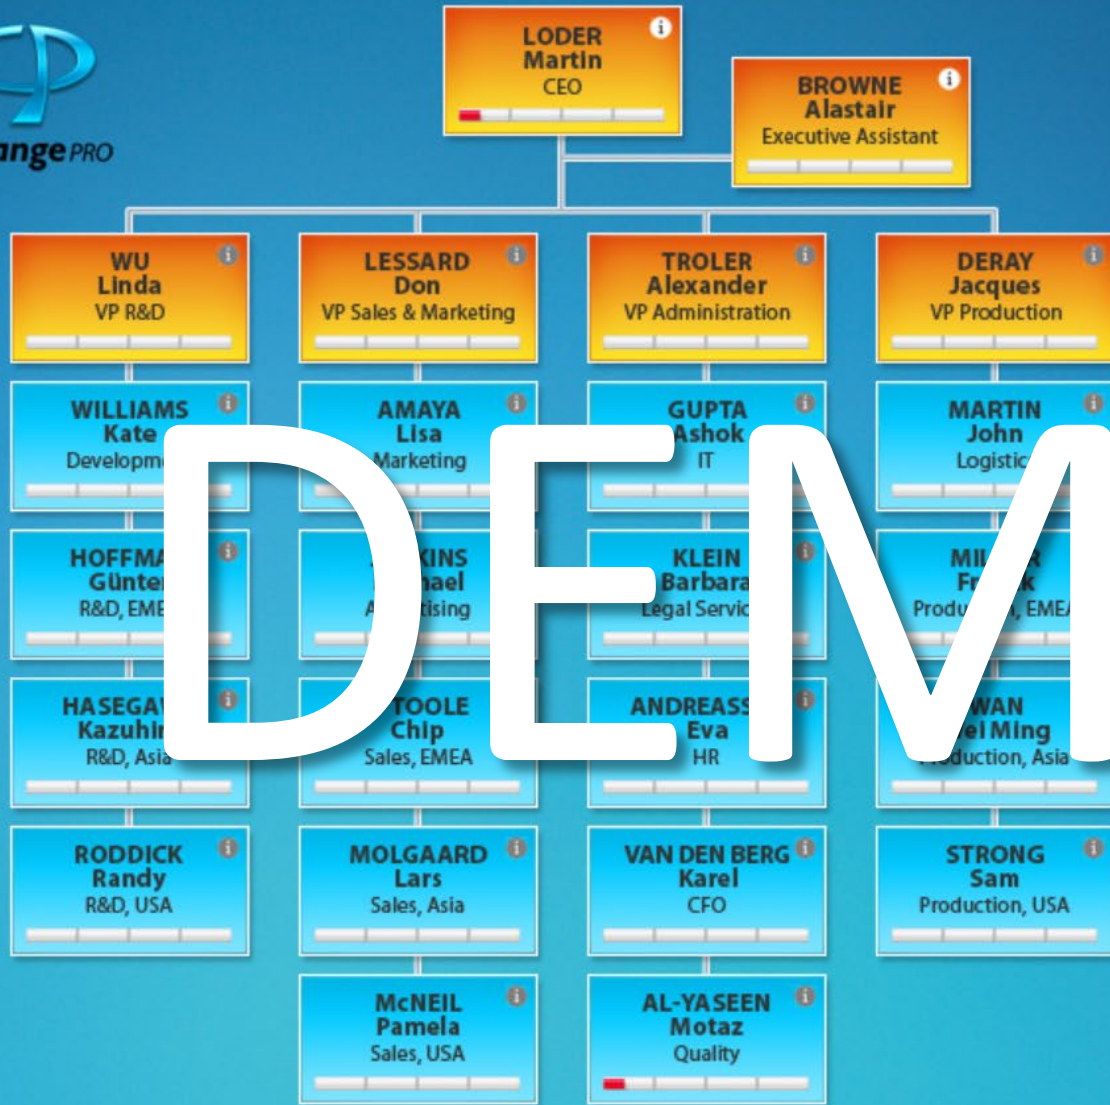 LODER
Martin
CEO
BROWNE
Alastair
Executive Assistant
PRO
WU
Linda
VP R&D
LESSARD
Don
VP Sales & Marketing
TROLER
Alexander
VP Administration
DERAY
Jacques
VP Production
WILLIAMS
Kate
AMAYA
Lisa
Marketing
GUPTA
Ashok
IT
MARTIN
John
DEM
KLEIN
Barbara
R&D, Asia
TOOLE
Chip
Sales, EMEA
Eva
HR
Production, Asia
RODDICK
Randy
R&D, USA
MOLGAARD
Lars
Sales, Asia
VAN DEN BERG
Karel
CFO
STRONG
Sam
Production, USA
McNEIL
Pamela
Sales, USA
AL-YASEEN
Motaz
Quality